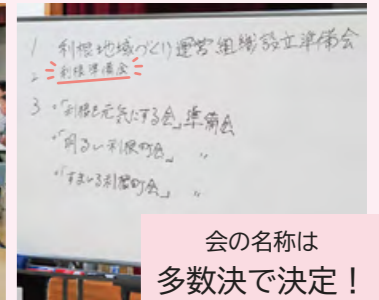 1 利根地域づくり運営組織設立準備会
2 利根準備会
3 ・「利根を元気にする会」準備会
・「明るい利根町会」 〃
・「すまいる利根町会」 〃
会の名称は
多数決で決定！